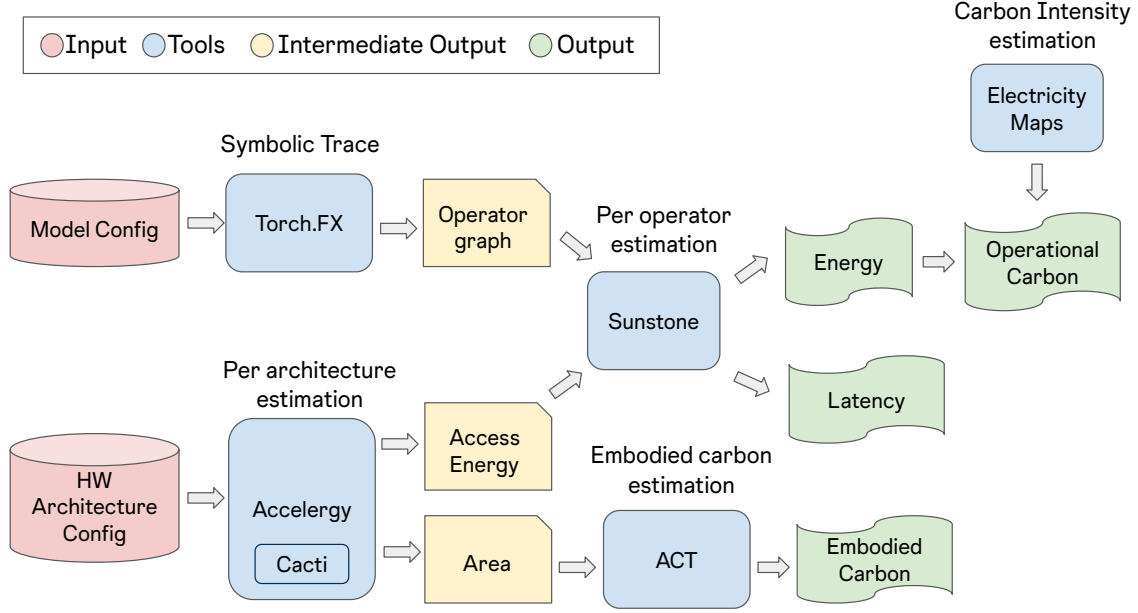 Input
Tools
Intermediate Output
Output
Carbon Intensity
estimation
Electricity
Maps
Symbolic Trace
Model Config
Torch.FX
Operator
graph
Per operator
estimation
Sunstone
Energy
Operational
Carbon
Latency
Per architecture
estimation
HW
Architecture
Config
Accelergy
Cacti
Access
Energy
Area
Embodied carbon
estimation
ACT
Embodied
Carbon